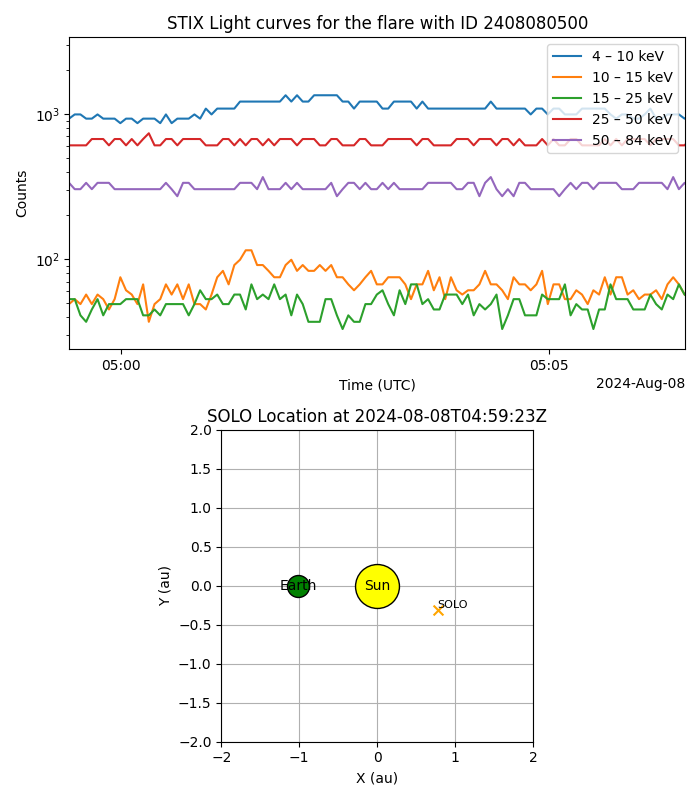 STIX Light curves for the flare with ID 2408080500
4 – 10 keV
10 – 15 keV
15 – 25 keV
25 – 50 keV
50 – 84 keV
10³
10²
Counts
05:00
05:05
Time (UTC)
2024-Aug-08
SOLO Location at 2024-08-08T04:59:23Z
2.0
1.5
1.0
0.5
0.0
−0.5
−1.0
−1.5
−2.0
Y (au)
Earth
Sun
SOLO
−2
−1
0
1
2
X (au)